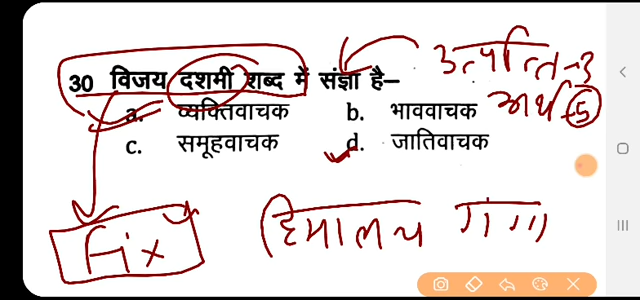 30 विजय दशमी शब्द में संज्ञा है–
a. व्यक्तिवाचक b. भाववाचक
c. समूहवाचक d. जातिवाचक
उत्पत्ति-3
अर्थ-5
Fix
हिमालय गंगा